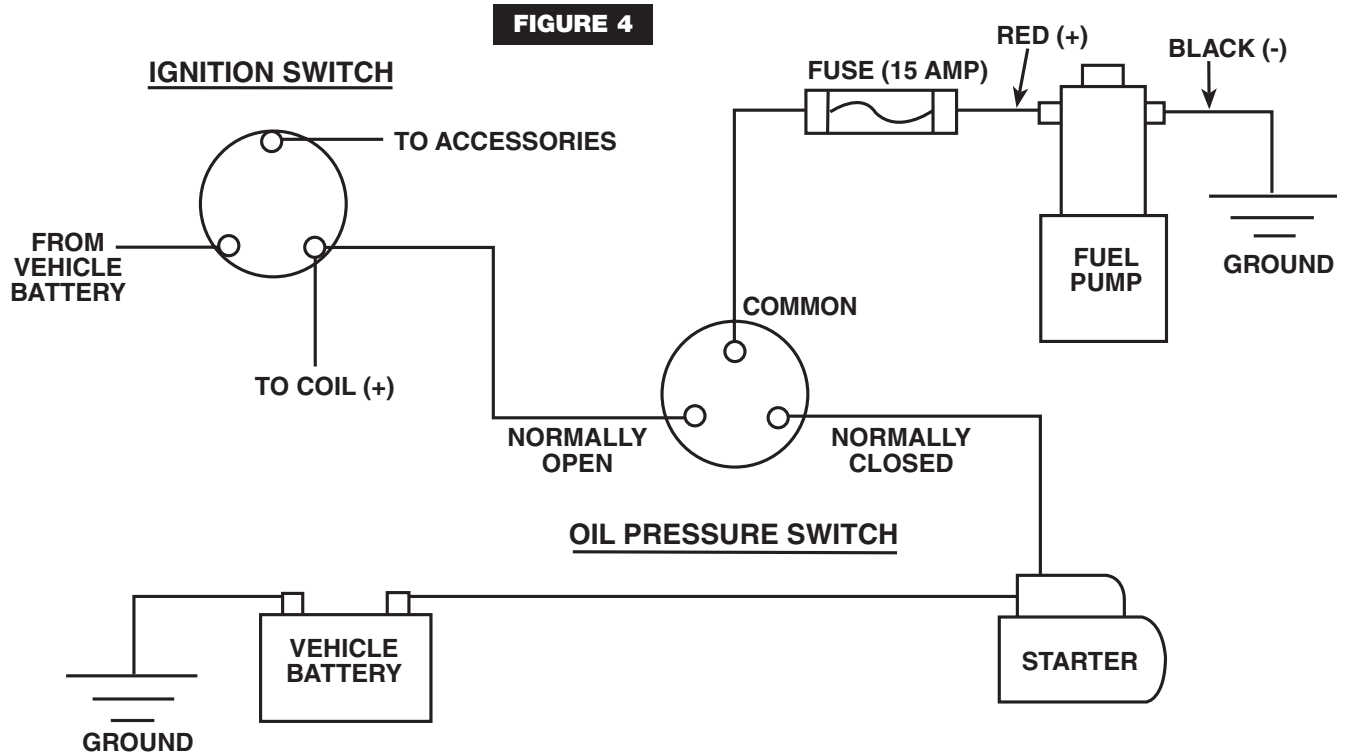 FIGURE 4
IGNITION SWITCH
TO ACCESSORIES
FROM
VEHICLE
BATTERY
TO COIL (+)
FUSE (15 AMP)
RED (+)
BLACK (-)
FUEL
PUMP
GROUND
COMMON
NORMALLY
OPEN
NORMALLY
CLOSED
OIL PRESSURE SWITCH
VEHICLE
BATTERY
STARTER
GROUND